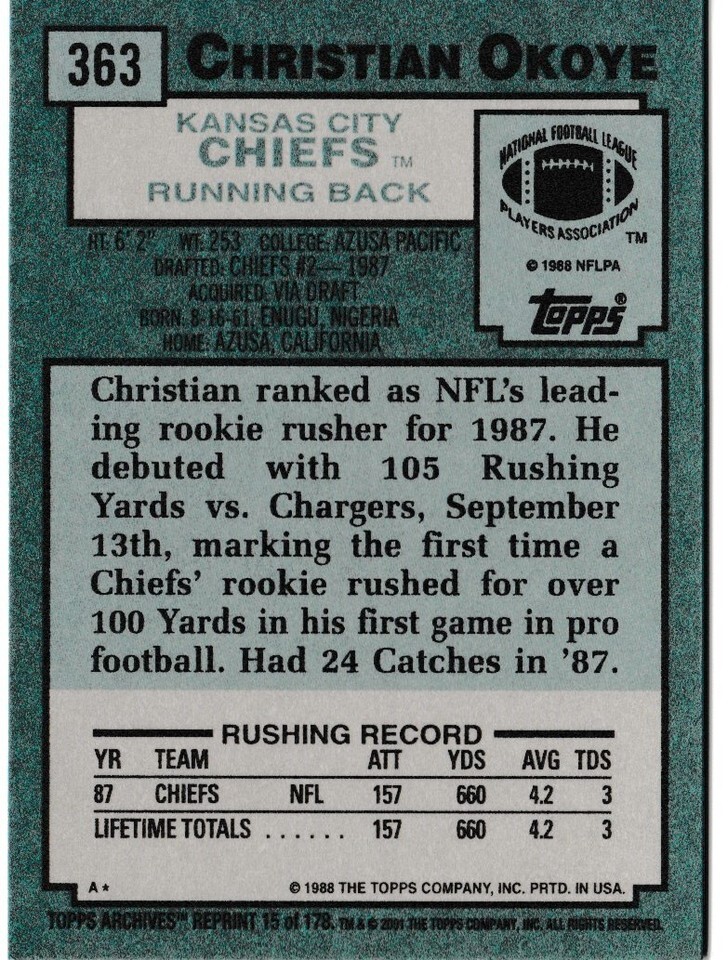 363
CHRISTIAN OKOYE
KANSAS CITY
CHIEFS TM
RUNNING BACK
NATIONAL FOOTBALL LEAGUE
PLAYERS ASSOCIATION
TM
© 1988 NFLPA
TOPPS®
HT: 6' 2" WT: 253 COLLEGE: AZUSA PACIFIC
DRAFTED: CHIEFS #2—1987
ACQUIRED: VIA DRAFT
BORN: 8-16-61, ENUGU, NIGERIA
HOME: AZUSA, CALIFORNIA
Christian ranked as NFL's lead-
ing rookie rusher for 1987. He
debuted with 105 Rushing
Yards vs. Chargers, September
13th, marking the first time a
Chiefs' rookie rushed for over
100 Yards in his first game in pro
football. Had 24 Catches in '87.
RUSHING RECORD
YR TEAM ATT YDS AVG TDS
87 CHIEFS NFL 157 660 4.2 3
LIFETIME TOTALS . . . . . . 157 660 4.2 3
A* © 1988 THE TOPPS COMPANY, INC. PRTD. IN USA.
TOPPS ARCHIVES™ REPRINT 15 of 178. TM & © 2001 THE TOPPS COMPANY, INC. ALL RIGHTS RESERVED.